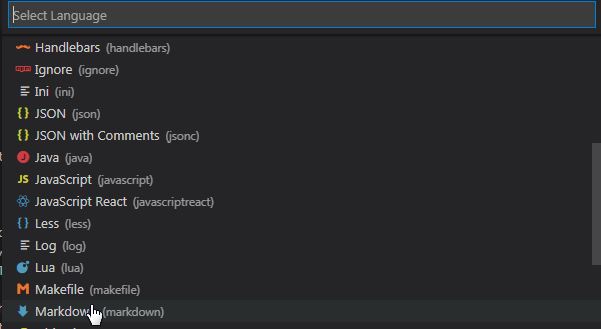 Select Language
Handlebars (handlebars)
Ignore (ignore)
Ini (ini)
JSON (json)
JSON with Comments (jsonc)
Java (java)
JS JavaScript (javascript)
JavaScript React (javascriptreact)
Less (less)
Log (log)
Lua (lua)
Makefile (makefile)
Markdown (markdown)